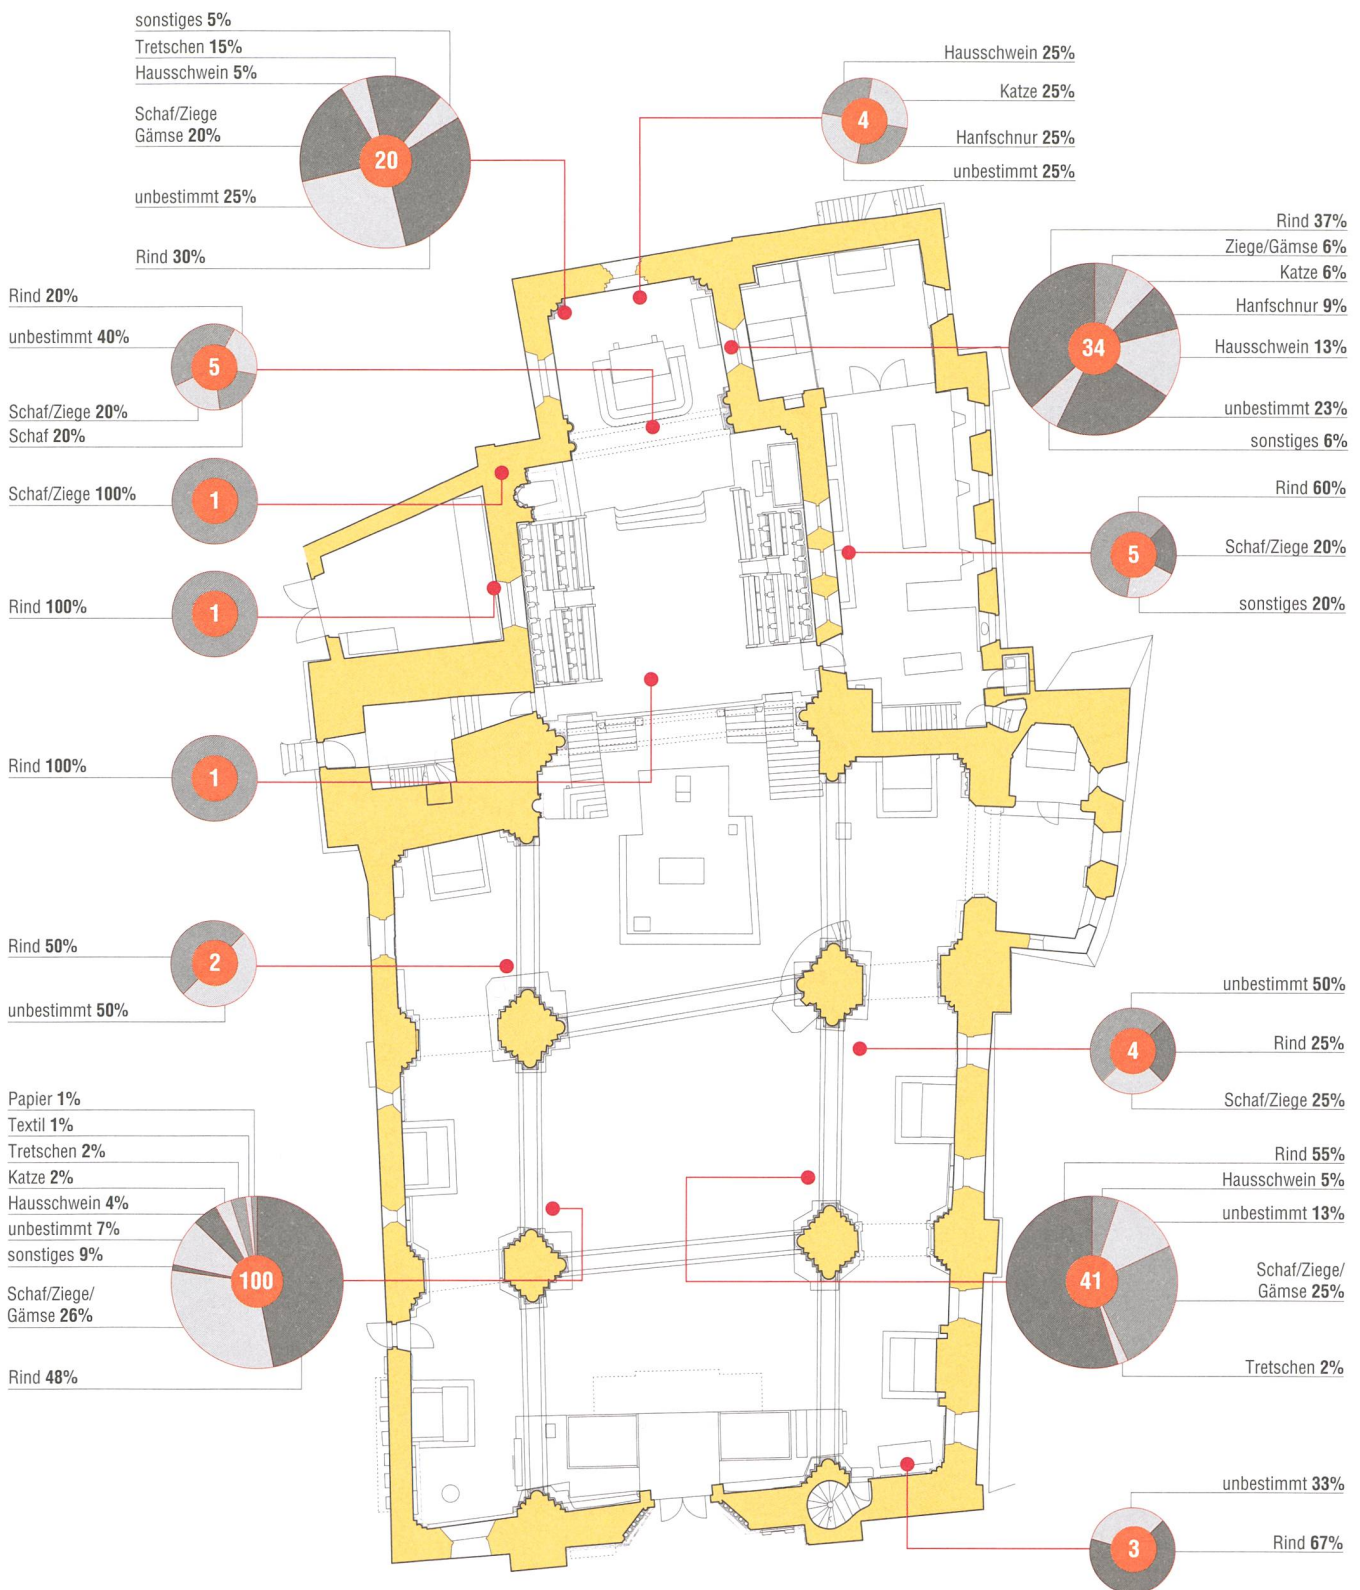 sonstiges 5%
Tretschen 15%
Hausschwein 5%
Schaf/Ziege
Gämse 20%
unbestimmt 25%
Rind 30%
20
Hausschwein 25%
Katze 25%
Hanfschnur 25%
unbestimmt 25%
4
Rind 37%
Ziege/Gämse 6%
Katze 6%
Hanfschnur 9%
Hausschwein 13%
unbestimmt 23%
sonstiges 6%
34
Rind 20%
unbestimmt 40%
Schaf/Ziege 20%
Schaf 20%
5
Schaf/Ziege 100%
1
Rind 60%
Schaf/Ziege 20%
sonstiges 20%
5
Rind 100%
1
Rind 100%
1
Rind 50%
unbestimmt 50%
2
unbestimmt 50%
Rind 25%
Schaf/Ziege 25%
4
Papier 1%
Textil 1%
Tretschen 2%
Katze 2%
Hausschwein 4%
unbestimmt 7%
sonstiges 9%
Schaf/Ziege/
Gämse 26%
Rind 48%
100
Rind 55%
Hausschwein 5%
unbestimmt 13%
Schaf/Ziege/
Gämse 25%
Tretschen 2%
41
unbestimmt 33%
Rind 67%
3